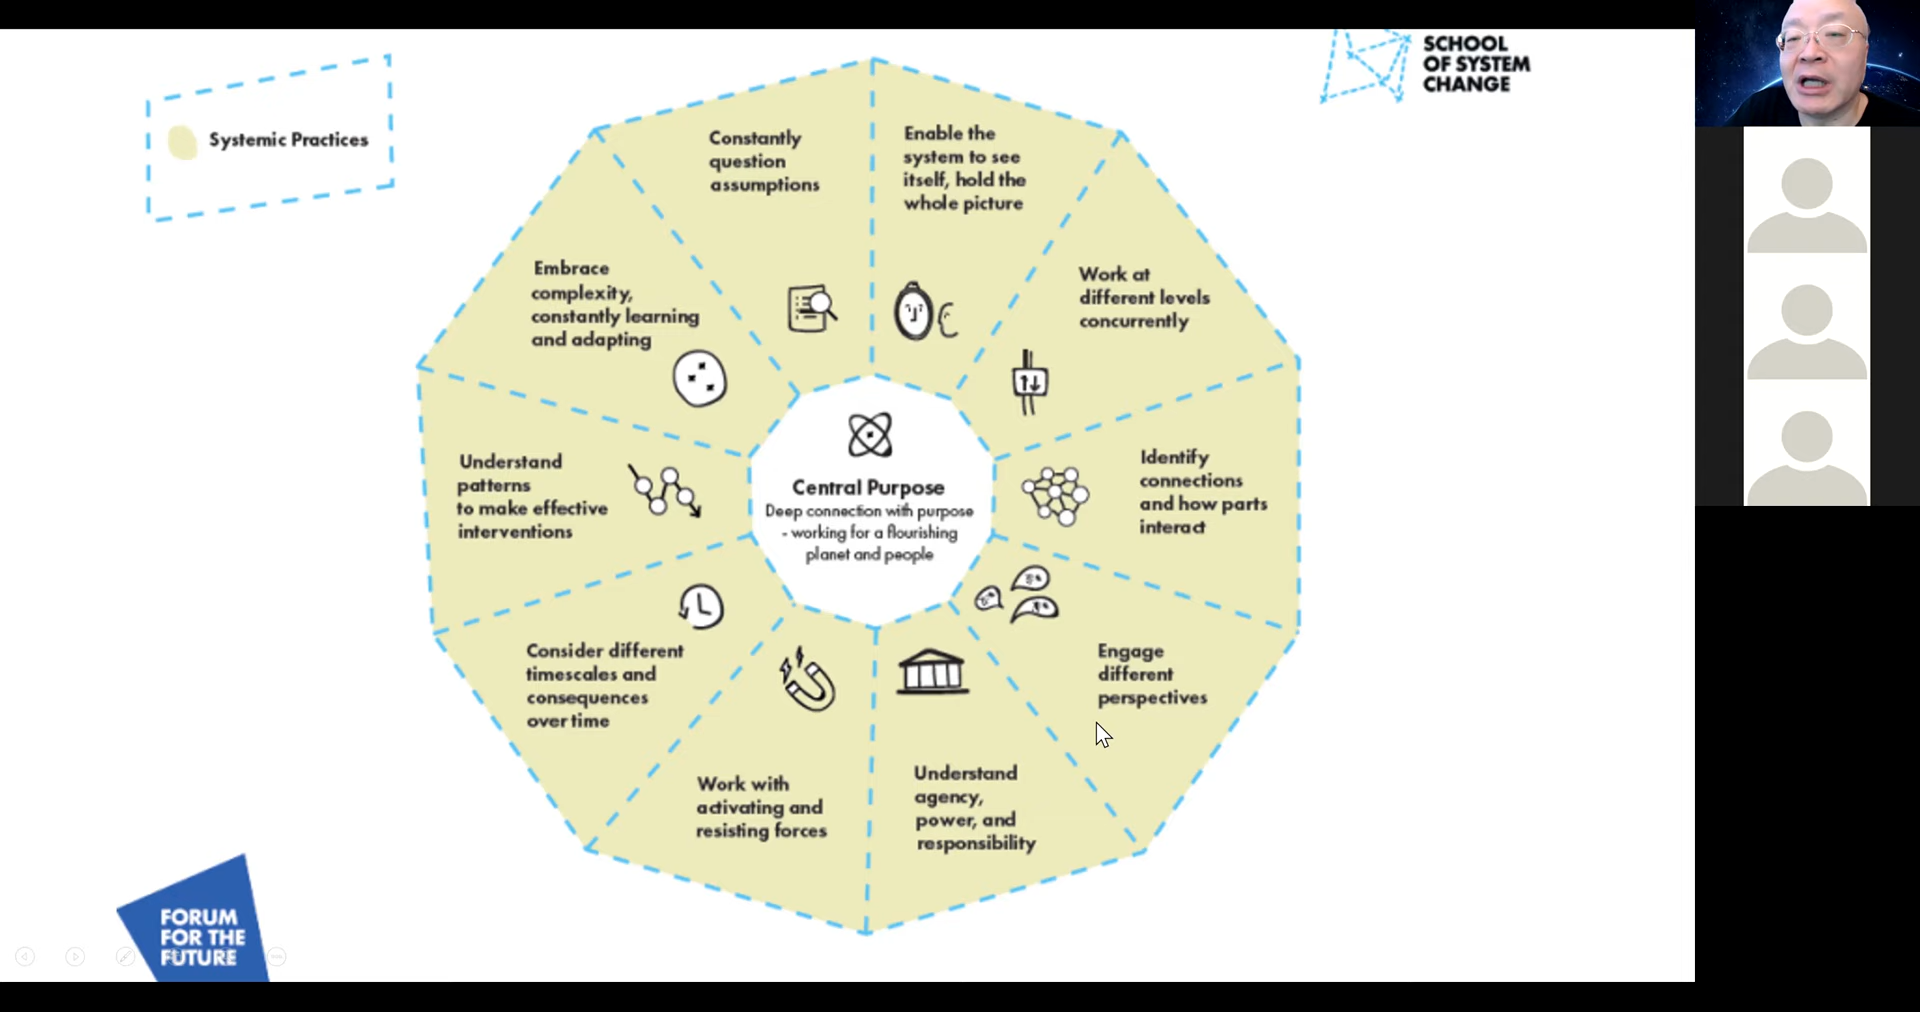 SCHOOL
OF SYSTEM
CHANGE
Systemic Practices
Constantly
question
assumptions
Enable the
system to see
itself, hold the
whole picture
Work at
different levels
concurrently
Identify
connections
and how parts
interact
Engage
different
perspectives
Understand
agency,
power, and
responsibility
Work with
activating and
resisting forces
Consider different
timescales and
consequences
over time
Understand
patterns
to make effective
interventions
Embrace
complexity,
constantly learning
and adapting
Central Purpose
Deep connection with purpose
- working for a flourishing
planet and people
FORUM
FOR THE
FUTURE